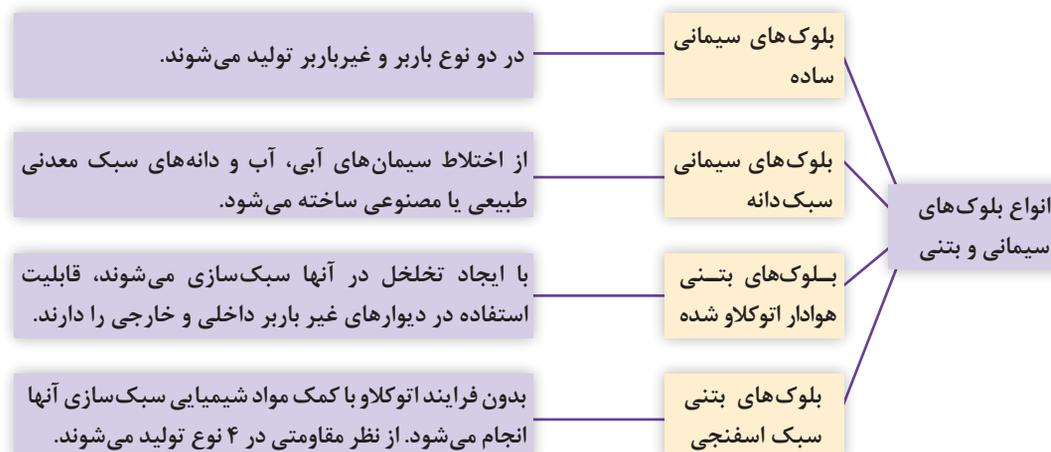 انواع بلوک‌های
سیمانی و بتنی
بلوک‌های سیمانی
ساده
در دو نوع باربر و غیرباربر تولید می‌شوند.
بلوک‌های سیمانی
سبک‌دانه
از اختلاط سیمان‌های آبی، آب و دانه‌های سبک معدنی
طبیعی یا مصنوعی ساخته می‌شود.
بــلوک‌های بتــنی
هوادار اتوکلاو شده
با ایجاد تخلخل در آنها سبک‌سازی می‌شوند، قابلیت
استفاده در دیوارهای غیر باربر داخلی و خارجی را دارند.
بلوک‌های بتنی
سبک اسفنجی
بدون فرایند اتوکلاو با کمک مواد شیمیایی سبک‌سازی آنها
انجام می‌شود. از نظر مقاومتی در ۴ نوع تولید می‌شوند.